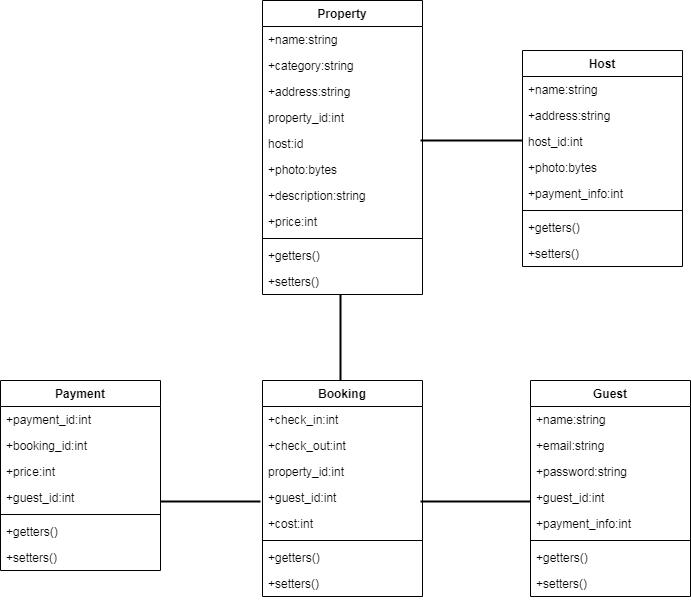 Property
+name:string
+category:string
+address:string
property_id:int
host:id
+photo:bytes
+description:string
+price:int
+getters()
+setters()
Host
+name:string
+address:string
host_id:int
+photo:bytes
+payment_info:int
+getters()
+setters()
Payment
+payment_id:int
+booking_id:int
+price:int
+guest_id:int
+getters()
+setters()
Booking
+check_in:int
+check_out:int
property_id:int
+guest_id:int
+cost:int
+getters()
+setters()
Guest
+name:string
+email:string
+password:string
+guest_id:int
+payment_info:int
+getters()
+setters()